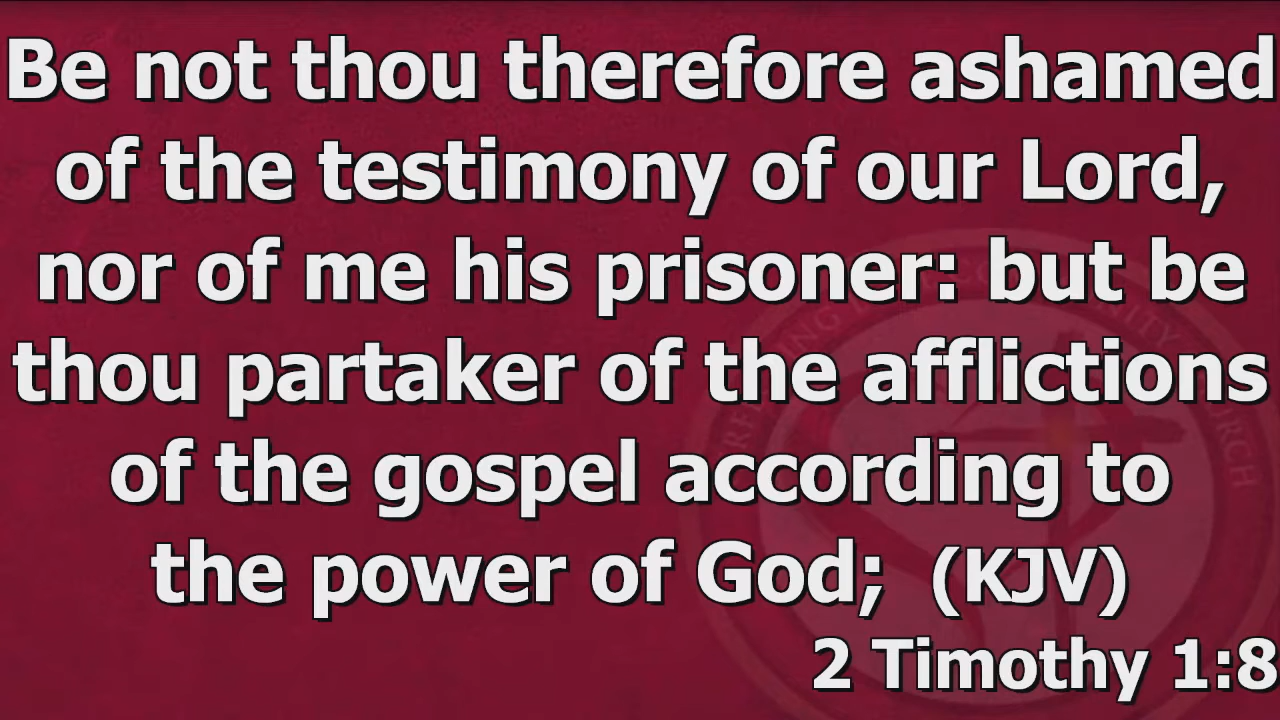 Be not thou therefore ashamed
of the testimony of our Lord,
nor of me his prisoner: but be
thou partaker of the afflictions
of the gospel according to
the power of God;  (KJV)
2 Timothy 1:8